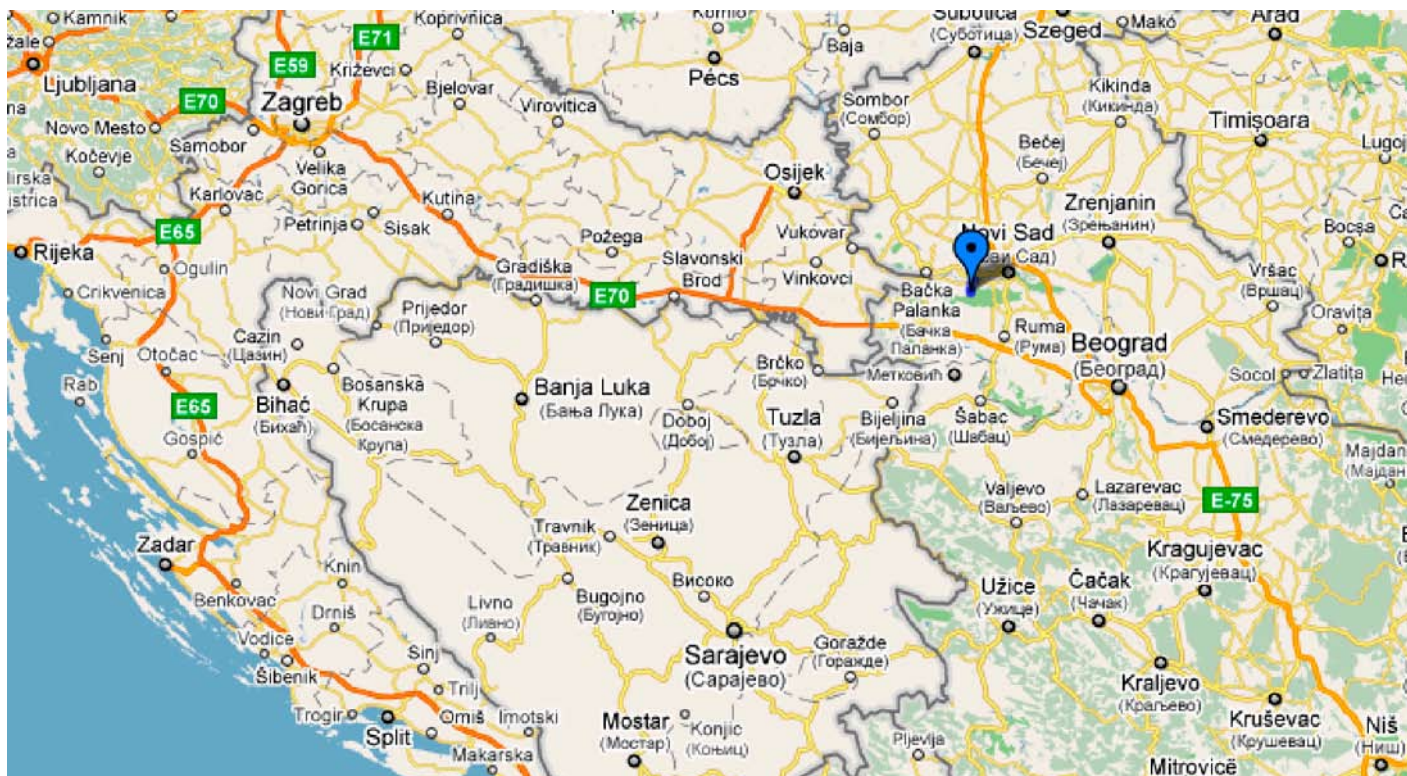 Kamnik
E71
Koprivnica
Komló
Baja
Subotica
(Суботица)
Szeged
Makó
Arad
Ljubljana
E59
Križevci
Pécs
E70
Zagreb
Bjelovar
Virovitica
Sombor
(Сомбор)
Kikinda
(Кикинда)
Timișoara
Novo Mesto
Samobor
Kočevje
Velika
Gorica
Bečej
(Бечеј)
Lugoj
Karlovac
Petrinja
Sisak
Kutina
Osijek
Zrenjanin
(Зрењанин)
E65
Rijeka
Ogulin
Požega
Vukovar
Novi Sad
Сад)
Bocșa
Gradiška
(Градишка)
Slavonski
Brod
Vinkovci
Crikvenica
Novi Grad
(Нови Град)
Prijedor
(Приједор)
E70
Bačka
Palanka
(Бачка
Паланка)
Vršac
(Вршац)
Senj
Otočac
Cazin
(Цазин)
Brčko
(Брчко)
Ruma
(Рума)
Oravița
Beograd
(Београд)
Rab
E65
Bihać
(Бихаћ)
Bosanska
Krupa
(Босанска
Крупа)
Banja Luka
(Бања Лука)
Метковић
Socol
Zlatița
Doboj
(Добој)
Tuzla
(Тузла)
Bijeljina
(Бијељина)
Šabac
(Шабац)
Smederevo
(Смедерево)
Gospić
Majdan
(Мајдан
Valjevo
(Ваљево)
Lazarevac
(Лазаревац)
E-75
Zenica
(Зеница)
Travnik
(Травник)
Zadar
Knin
Kragujevac
(Крагујевац)
Benkovac
Drniš
Livno
(Ливно)
Bugojno
(Бугојно)
Високо
Užice
(Ужице)
Čačak
(Чачак)
Vodice
Šibenik
Sinj
Trilj
Sarajevo
(Сарајево)
Goražde
(Горажде)
Kraljevo
(Краљево)
Trogir
Split
Omiš
Imotski
Makarska
Mostar
(Мостар)
Konjic
(Коњиц)
Pljevlja
Kruševac
(Крушевац)
Niš
(Ниш)
Mitrovicë